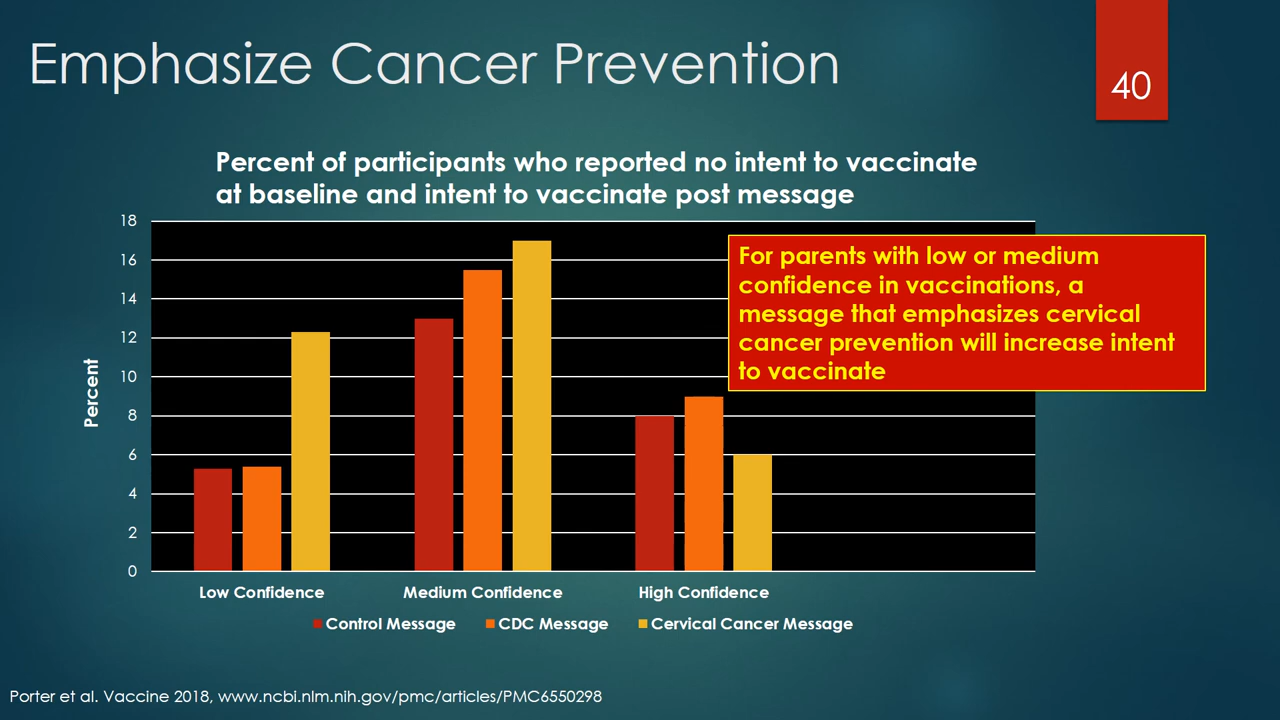 Emphasize Cancer Prevention
40
Percent of participants who reported no intent to vaccinate
at baseline and intent to vaccinate post message
18
16
14
12
10
8
6
4
2
0
Percent
For parents with low or medium
confidence in vaccinations, a
message that emphasizes cervical
cancer prevention will increase intent
to vaccinate
Low Confidence
Medium Confidence
High Confidence
Control Message
CDC Message
Cervical Cancer Message
Porter et al. Vaccine 2018, www.ncbi.nlm.nih.gov/pmc/articles/PMC6550298